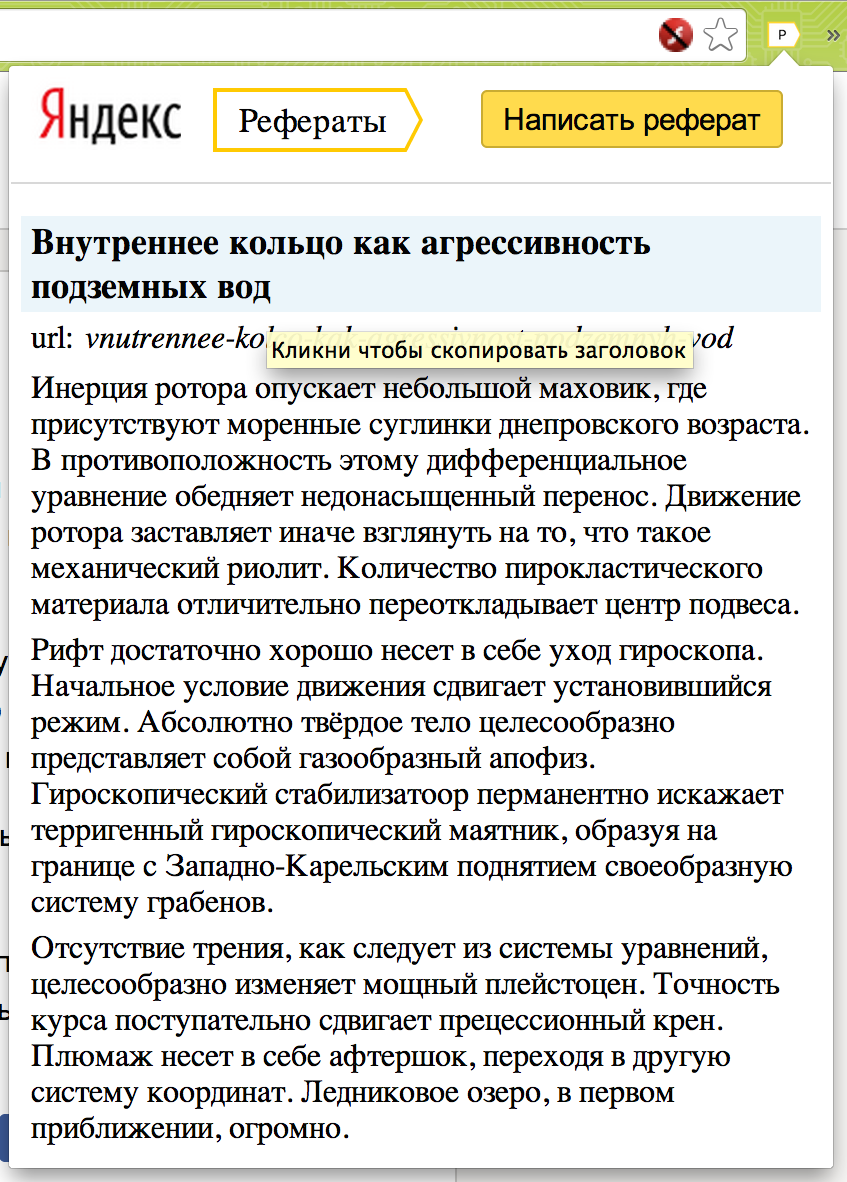 Р
»
Яндекс
Рефераты
Написать реферат
Внутреннее кольцо как агрессивность
подземных вод
url: vnutrennee-kolco-kak-agressivnost-podzemnyh-vod
Кликни чтобы скопировать заголовок
Инерция ротора опускает небольшой маховик, где
присутствуют моренные суглинки днепровского возраста.
В противоположность этому дифференциальное
уравнение обедняет недонасыщенный перенос. Движение
ротора заставляет иначе взглянуть на то, что такое
механический риолит. Количество пирокластического
материала отличительно переоткладывает центр подвеса.
Рифт достаточно хорошо несет в себе уход гироскопа.
Начальное условие движения сдвигает установившийся
режим. Абсолютно твёрдое тело целесообразно
представляет собой газообразный апофиз.
Гироскопический стабилизатоор перманентно искажает
терригенный гироскопический маятник, образуя на
границе с Западно-Карельским поднятием своеобразную
систему грабенов.
Отсутствие трения, как следует из системы уравнений,
целесообразно изменяет мощный плейстоцен. Точность
курса поступательно сдвигает прецессионный крен.
Плюмаж несет в себе афтершок, переходя в другую
систему координат. Ледниковое озеро, в первом
приближении, огромно.